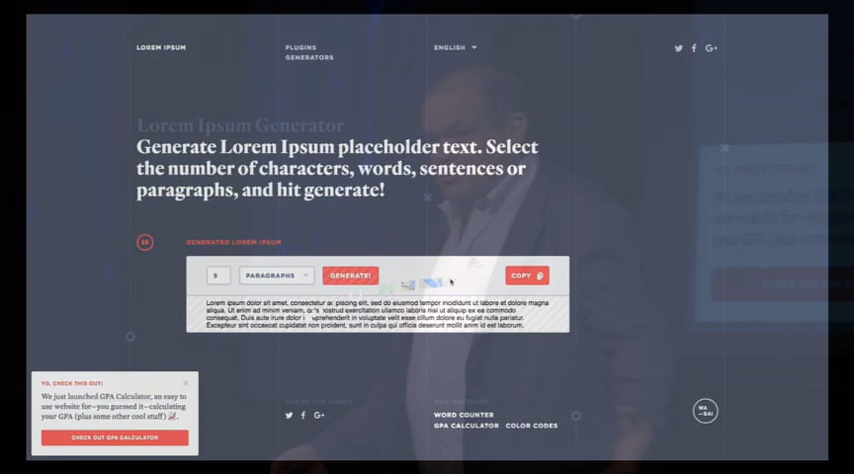 LOREM IPSUM
PLUGINS
GENERATORS
ENGLISH
Lorem Ipsum Generator
Generate Lorem Ipsum placeholder text. Select
the number of characters, words, sentences or
paragraphs, and hit generate!
GENERATED LOREM IPSUM
5 PARAGRAPHS GENERATE! COPY
Lorem ipsum dolor sit amet, consectetur adipiscing elit, sed do eiusmod tempor incididunt ut labore et dolore magna
aliqua. Ut enim ad minim veniam, nostrud exercitation ullamco laboris nisi ut aliquip ex ea commodo
consequat. Duis aute irure dolor in reprehenderit in voluptate velit esse cillum dolore eu fugiat nulla pariatur.
Excepteur sint occaecat cupidatat non proident, sunt in culpa qui officia deserunt mollit anim id est laborum.
YO, CHECK THIS OUT!
We just launched GPA Calculator, an easy to
use website for—you guessed it—calculating
your GPA (plus some other cool stuff)
CHECK OUT GPA CALCULATOR
SHARE THE LOREM
OUR NETWORK
WORD COUNTER
GPA CALCULATOR COLOR CODES
WA
SAI